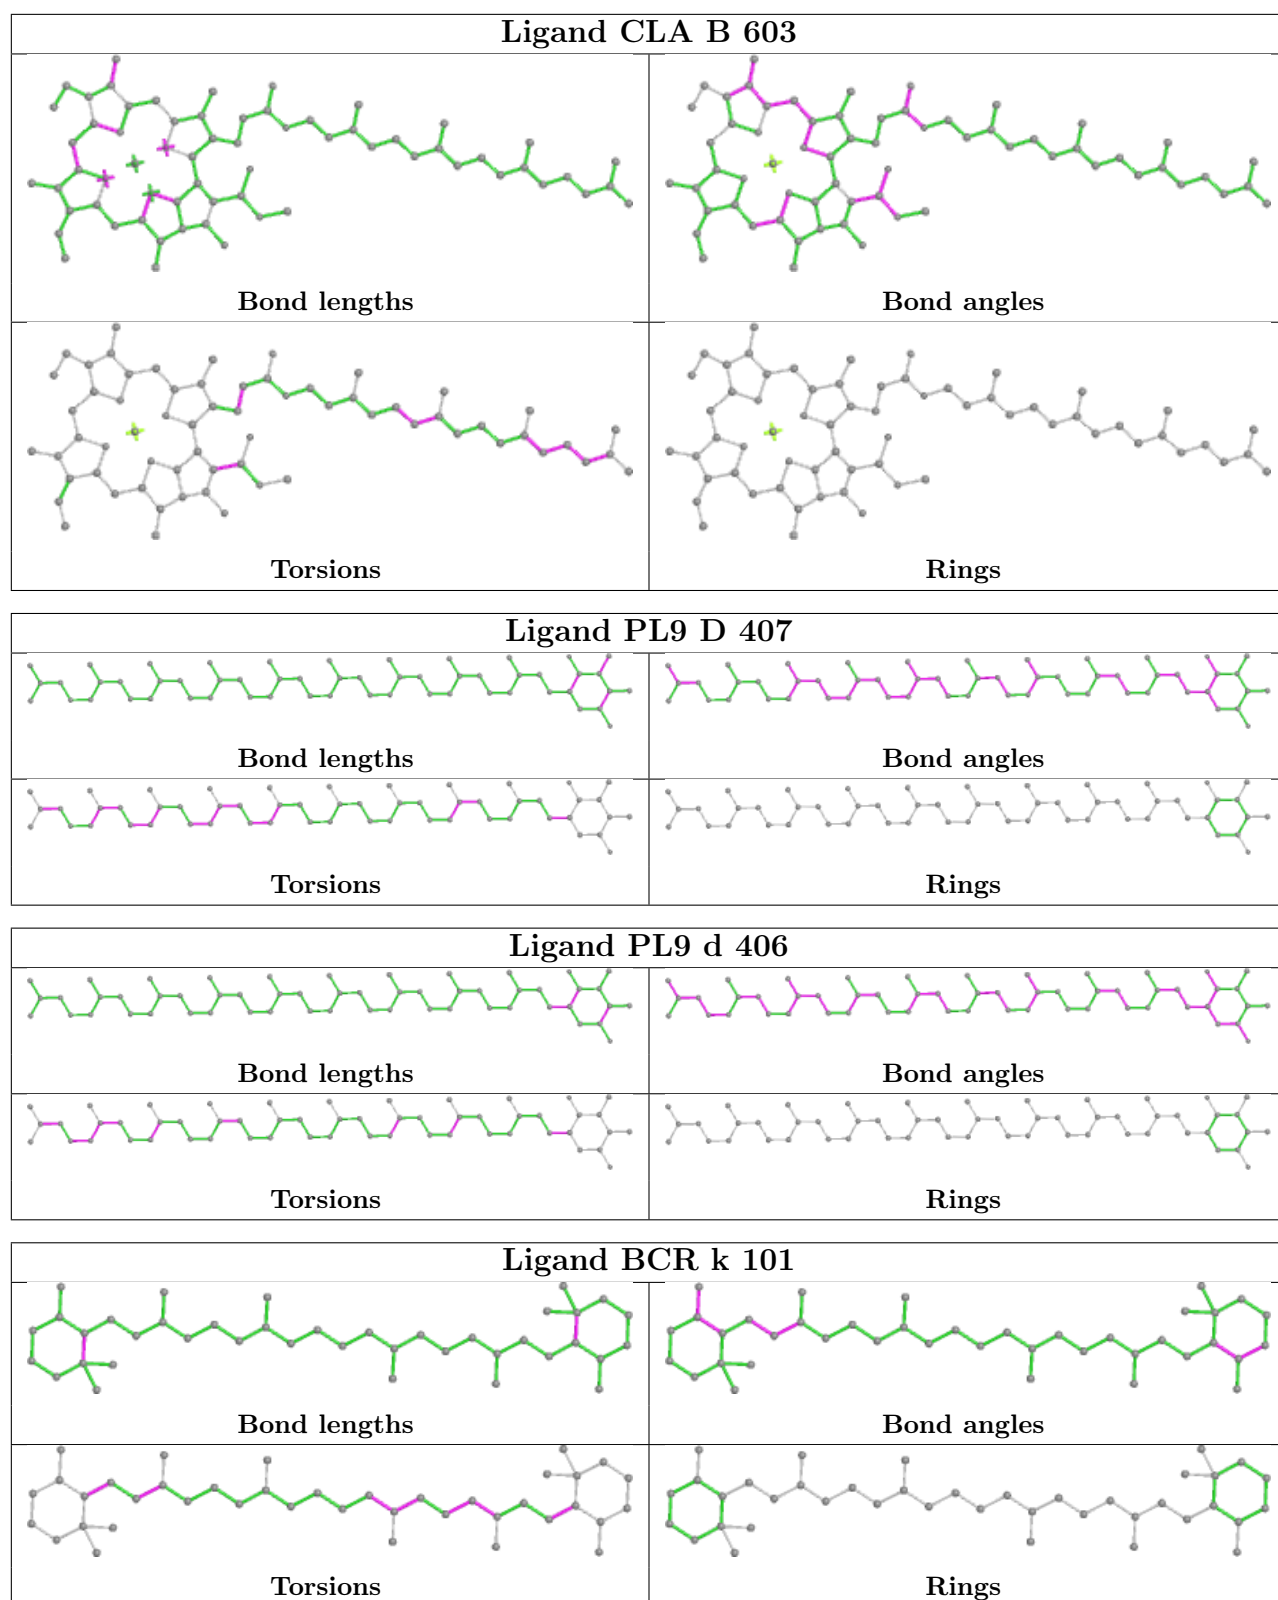 Ligand CLA B 603
Bond lengths
Bond angles
Torsions
Rings
Ligand PL9 D 407
Bond lengths
Bond angles
Torsions
Rings
Ligand PL9 d 406
Bond lengths
Bond angles
Torsions
Rings
Ligand BCR k 101
Bond lengths
Bond angles
Torsions
Rings